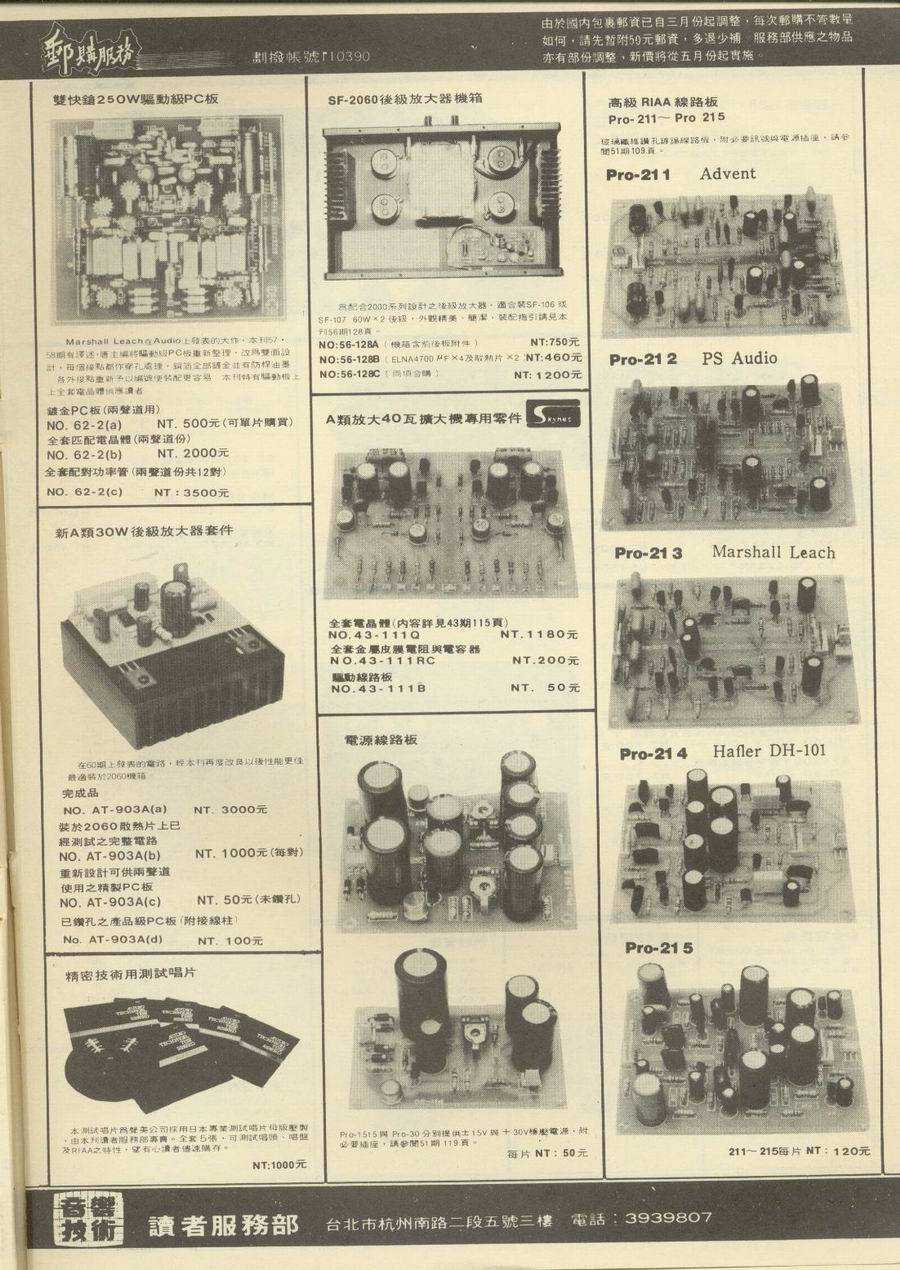 郵購服務
劃撥帳號110390
由於國內包裹郵資已自三月份起調整，每次郵購不管數量
如何，請先暫附50元郵資，多退少補。服務部供應之物品
亦有部份調整，新價將從五月份起實施。
雙快鎗250W驅動級PC板
Marshall Leach在Audio上發表的大作，本刊57，
58期有譯述，唐主編將驅動級PC板重新整理，改爲雙面設
計，每個接點都作穿孔處理，銅箔全部鍍金並有防桿油墨
各外接點重新予以編號使裝配更容易 本刊特有驅動板上
上全套電晶體供應讀者
鍍金PC板(兩聲道用)
NO. 62-2(a) NT. 500元(可單片購買)
全套匹配電晶體(兩聲道份)
NO. 62-2(b) NT. 2000元
全套配對功率管(兩聲道份共12對)
NO. 62-2(c) NT：3500元
新A類30W後級放大器套件
在60期上發表的電路，經本刊再度改良以後性能更佳
最適裝於2060機箱。
完成品
NO. AT-903A(a) NT. 3000元
裝於2060散熱片上已
經測試之完整電路
NO. AT-903A(b) NT. 1000元(每對)
重新設計可供兩聲道
使用之精製PC板
NO. AT-903A(c) NT. 50元(未鑽孔)
已鑽孔之產品級PC板(附接線柱)
No. AT-903A(d) NT. 100元
精密技術用測試唱片
AUDIO
TECHNICAL
TEST
RECORD
本測試唱片爲聲美公司採用日本專業測試唱片母版壓製
，由本刊讀者服務部專賣。全套5張，可測試唱頭、唱盤
及RIAA之特性，望有心讀者儘速購存。
NT:1000元
SF-2060後級放大器機箱
爲配合2000系列設計之後級放大器，適合裝SF-106 或
SF-107 60W×2 後級，外觀精美、簡潔，裝配指引請見本
刊56期128頁。
NO:56-128A (機箱含前後板附件) NT:750元
NO:56-128B (ELNA4700 μF×4及散熱片×2) NT:460元
NO:56-128C (兩項合購) NT: 1200元
A類放大40瓦擴大機專用零件
Skynet
全套電晶體(內容詳見43期115頁)
NO.43-111Q NT.1180元
全套金屬皮膜電阻與電容器
NO.43-111RC NT.200元
驅動線路板
NO.43-111B NT. 50元
電源線路板
Pro-1515與 Pro-30 分別提供±15V與＋30V穩壓電源，附
必要插座，請參閱51期 119頁。
每片 NT：50元
高級 RIAA 線路板
Pro-211～Pro 215
玻璃纖維鑽孔鍍錫線路板，附必要訊號與電源插座，請參
閱51期109頁。
Pro-211 Advent
Pro-212 PS Audio
Pro-213 Marshall Leach
Pro-214 Hafler DH-101
Pro-215
211～215每片 NT：120元
音響
技術
讀者服務部
台北市杭州南路二段五號三樓 電話：3939807